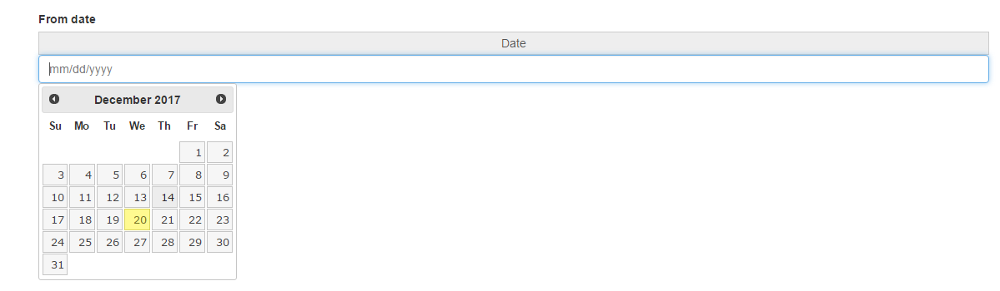 From date
Date
mm/dd/yyyy
December 2017
Su Mo Tu We Th Fr Sa
1 2
3 4 5 6 7 8 9
10 11 12 13 14 15 16
17 18 19 20 21 22 23
24 25 26 27 28 29 30
31